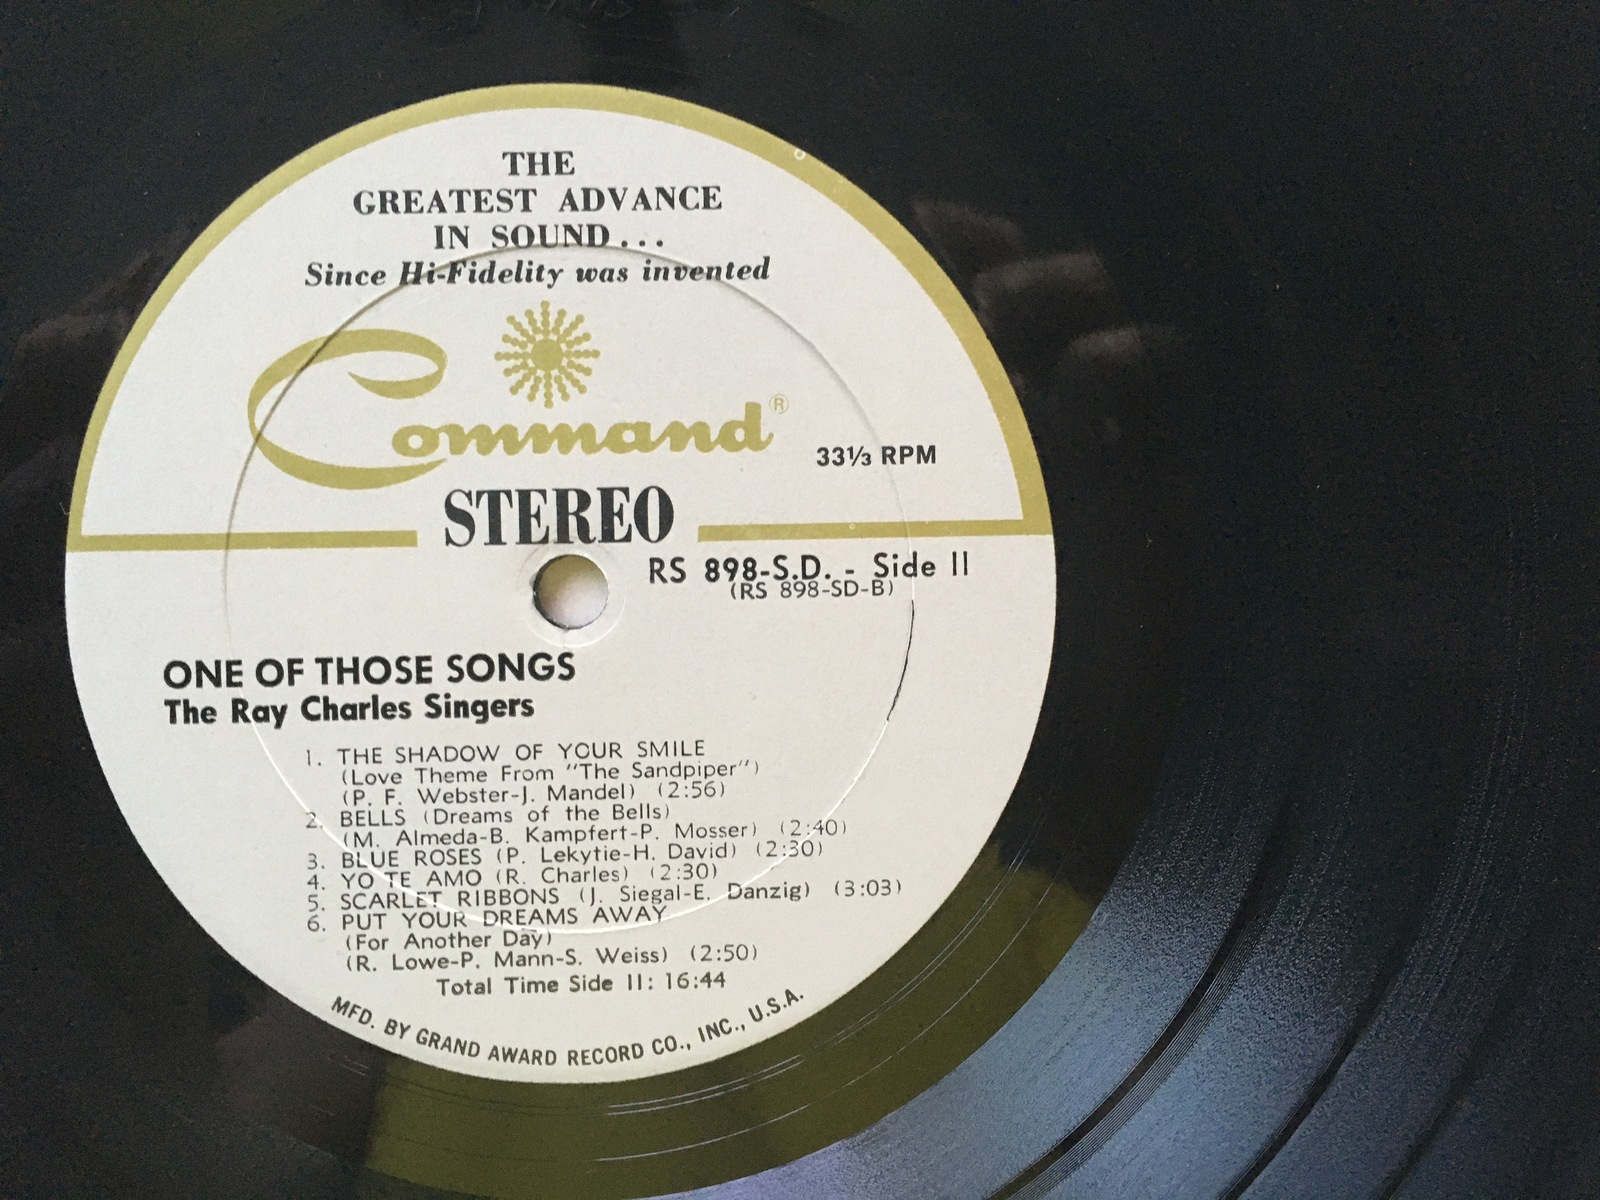 THE
GREATEST ADVANCE
IN SOUND...
Since Hi-Fidelity was invented
Command®
33⅓ RPM
STEREO
RS 898-S.D. - Side II
(RS 898-SD-B)
ONE OF THOSE SONGS
The Ray Charles Singers
1. THE SHADOW OF YOUR SMILE
(Love Theme From "The Sandpiper")
(P. F. Webster-J. Mandel) (2:56)
2. BELLS (Dreams of the Bells)
(M. Almeda-B. Kampfert-P. Mosser) (2:40)
3. BLUE ROSES (P. Lekytie-H. David) (2:30)
4. YO TE AMO (R. Charles) (2:30)
5. SCARLET RIBBONS (J. Siegal-E. Danzig) (3:03)
6. PUT YOUR DREAMS AWAY
(For Another Day)
(R. Lowe-P. Mann-S. Weiss) (2:50)
Total Time Side II: 16:44
MFD. BY GRAND AWARD RECORD CO., INC., U.S.A.